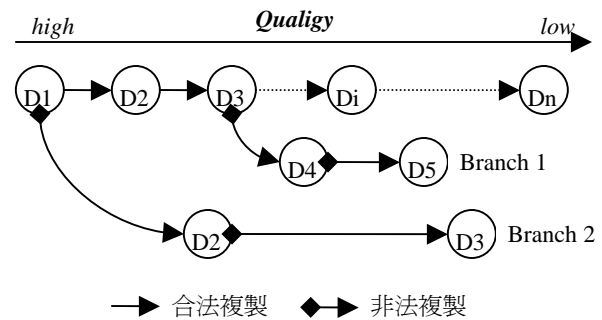 Qualigy
high low
D1 D2 D3 Di Dn
D4 D5 Branch 1
D2 D3 Branch 2
合法複製 非法複製